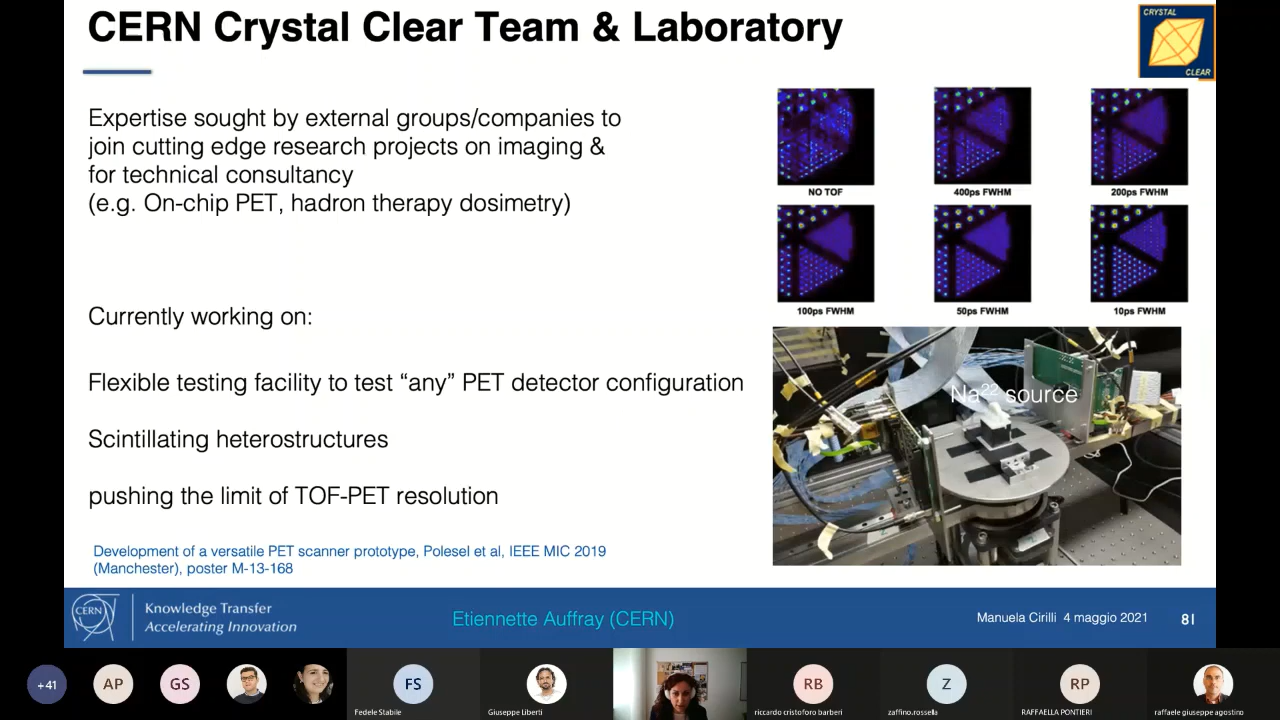 CERN Crystal Clear Team & Laboratory
CRYSTAL
CLEAR
Expertise sought by external groups/companies to
join cutting edge research projects on imaging &
for technical consultancy
(e.g. On-chip PET, hadron therapy dosimetry)
NO TOF
400ps FWHM
200ps FWHM
100ps FWHM
50ps FWHM
10ps FWHM
Currently working on:
Flexible testing facility to test “any” PET detector configuration
Scintillating heterostructures
pushing the limit of TOF-PET resolution
Na²² source
Development of a versatile PET scanner prototype, Polesel et al, IEEE MIC 2019
(Manchester), poster M-13-168
CERN
Knowledge Transfer
Accelerating Innovation
Etiennette Auffray (CERN)
Manuela Cirilli 4 maggio 2021
81
+41
AP
GS
FS
Fedele Stabile
Giuseppe Liberti
RB
riccardo cristoforo barberi
Z
zaffino.rossella
RP
RAFFAELLA PONTIERI
raffaele giuseppe agostino